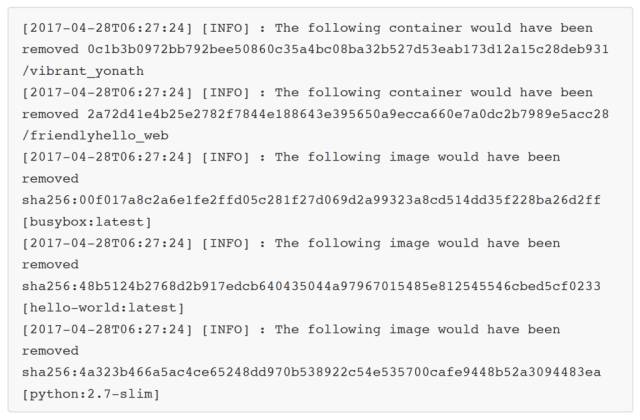 [2017-04-28T06:27:24] [INFO] : The following container would have been
removed 0c1b3b0972bb792bee50860c35a4bc08ba32b527d53eab173d12a15c28deb931
/vibrant_yonath
[2017-04-28T06:27:24] [INFO] : The following container would have been
removed 2a72d41e4b25e2782f7844e188643e395650a9ecca660e7a0dc2b7989e5acc28
/friendlyhello_web
[2017-04-28T06:27:24] [INFO] : The following image would have been
removed
sha256:00f017a8c2a6e1fe2ffd05c281f27d069d2a99323a8cd514dd35f228ba26d2ff
[busybox:latest]
[2017-04-28T06:27:24] [INFO] : The following image would have been
removed
sha256:48b5124b2768d2b917edcb640435044a97967015485e812545546cbed5cf0233
[hello-world:latest]
[2017-04-28T06:27:24] [INFO] : The following image would have been
removed
sha256:4a323b466a5ac4ce65248dd970b538922c54e535700cafe9448b52a3094483ea
[python:2.7-slim]